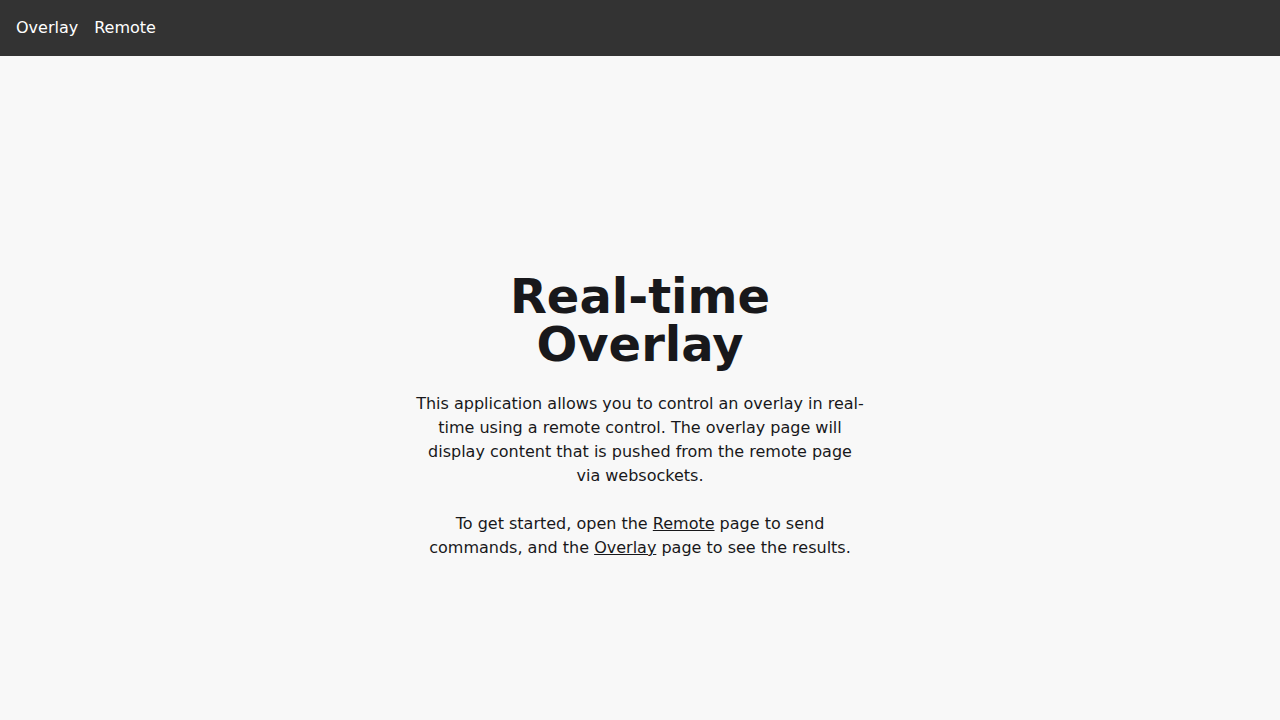 Overlay Remote
Real-time
Overlay
This application allows you to control an overlay in real-
time using a remote control. The overlay page will
display content that is pushed from the remote page
via websockets.
To get started, open the Remote page to send
commands, and the Overlay page to see the results.